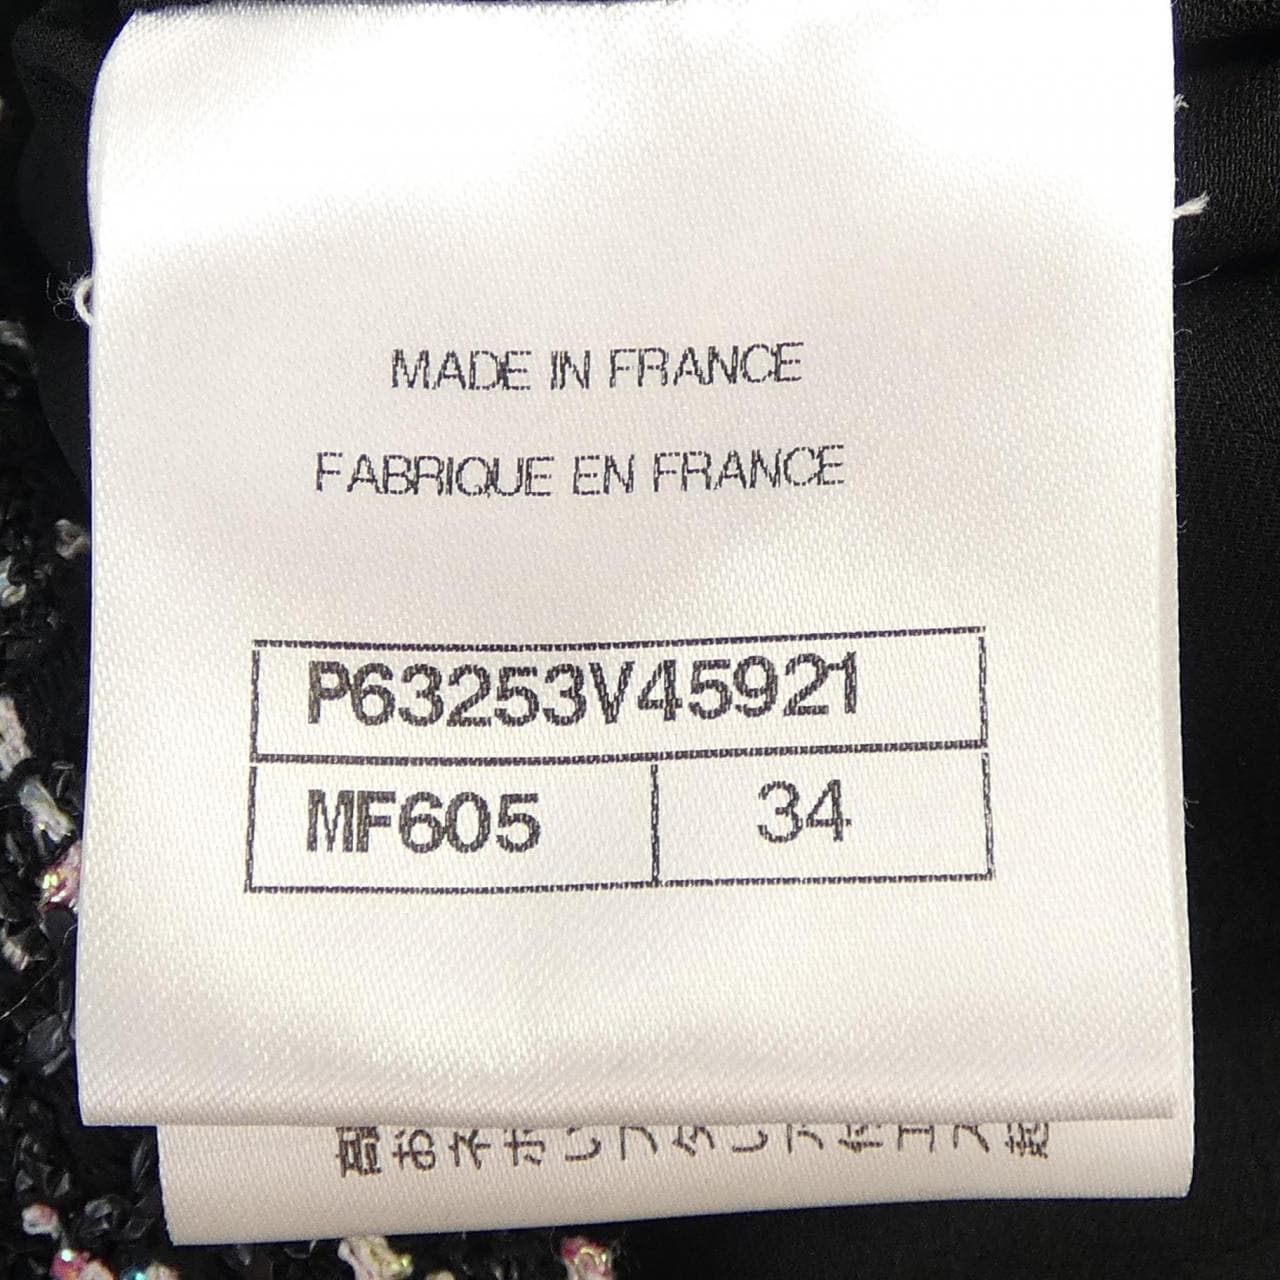 MADE IN FRANCE
FABRIQUE EN FRANCE
P63253V45921
MF605 34